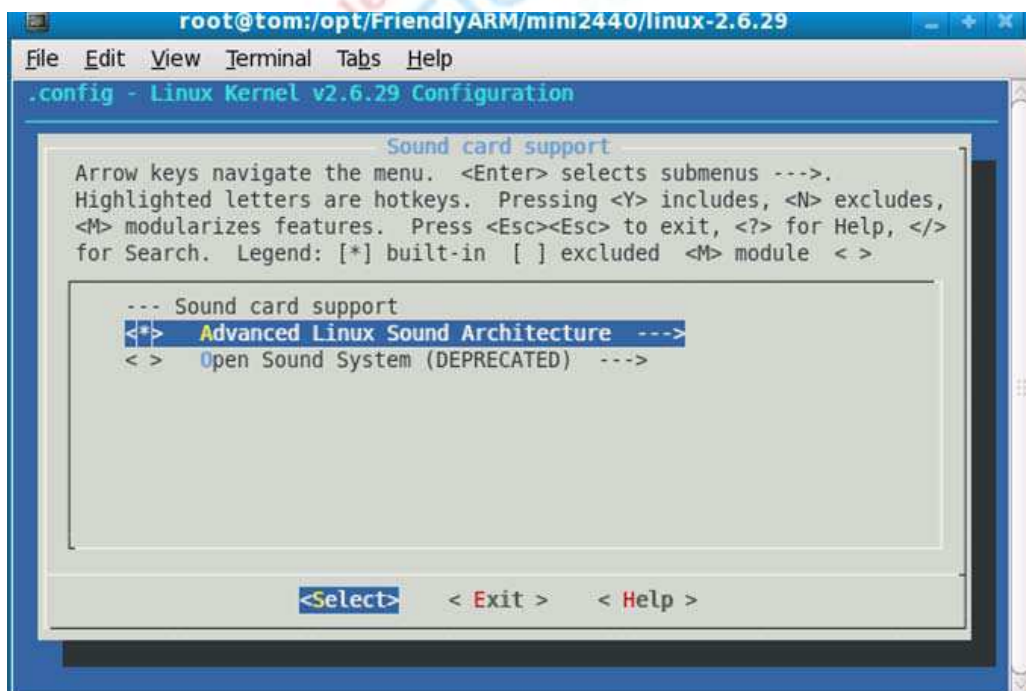 root@tom:/opt/FriendlyARM/mini2440/linux-2.6.29
File Edit View Terminal Tabs Help
.config - Linux Kernel v2.6.29 Configuration
Sound card support
Arrow keys navigate the menu. <Enter> selects submenus --->.
Highlighted letters are hotkeys. Pressing <Y> includes, <N> excludes,
<M> modularizes features. Press <Esc><Esc> to exit, <?> for Help, </>
for Search. Legend: [*] built-in [ ] excluded <M> module < >
--- Sound card support
<*> Advanced Linux Sound Architecture --->
< > Open Sound System (DEPRECATED) --->
<Select> < Exit > < Help >